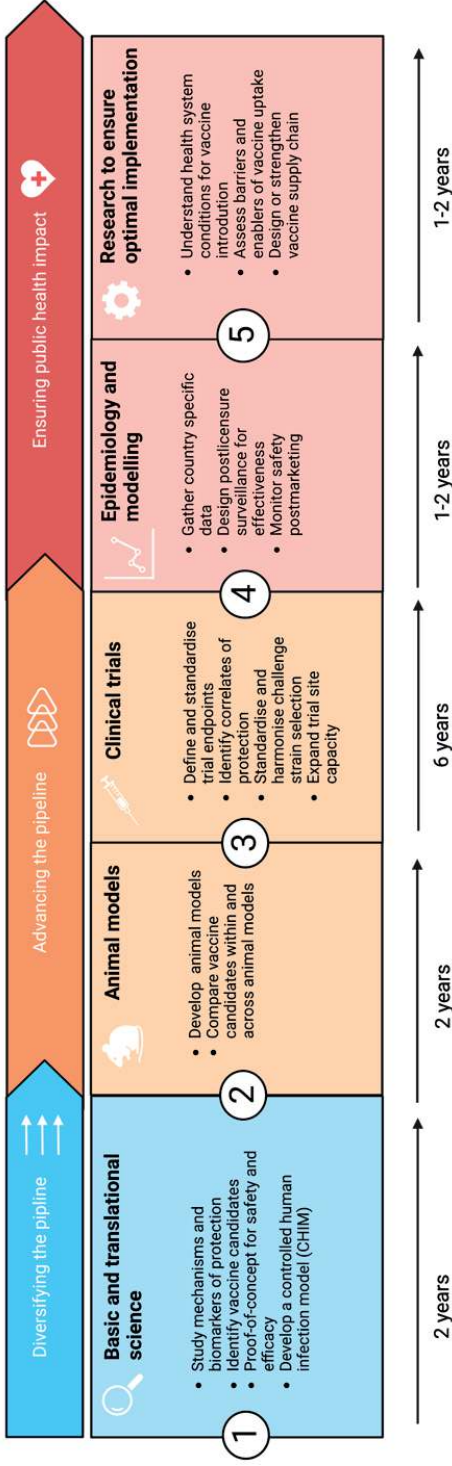 Diversifying the pipline
Advancing the pipeline
Ensuring public health impact
1
Basic and translational
science
• Study mechanisms and
biomarkers of protection
• Identify vaccine candidates
• Proof-of-concept for safety and
efficacy
• Develop a controlled human
infection model (CHIM)
2
Animal models
• Develop animal models
• Compare vaccine
candidates within and
across animal models
3
Clinical trials
• Define and standardise
trial endpoints
• Identify correlates of
protection
• Standardise and
harmonise challenge
strain selection
• Expand trial site
capacity
4
Epidemiology and
modelling
• Gather country specific
data
• Design postlicensure
surveillance for
effectiveness
• Monitor safety
postmarketing
5
Research to ensure
optimal implementation
• Understand health system
conditions for vaccine
introdution
• Assess barriers and
enablers of vaccine uptake
• Design or strengthen
vaccine supply chain
2 years
2 years
6 years
1-2 years
1-2 years